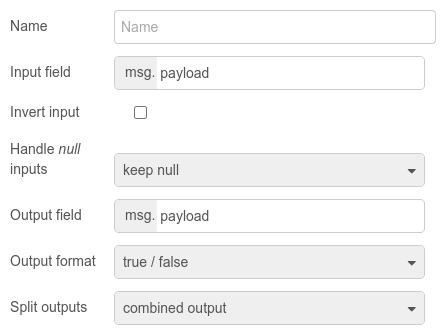 Name Name
Input field msg. payload
Invert input
Handle null
inputs keep null
Output field msg. payload
Output format true / false
Split outputs combined output